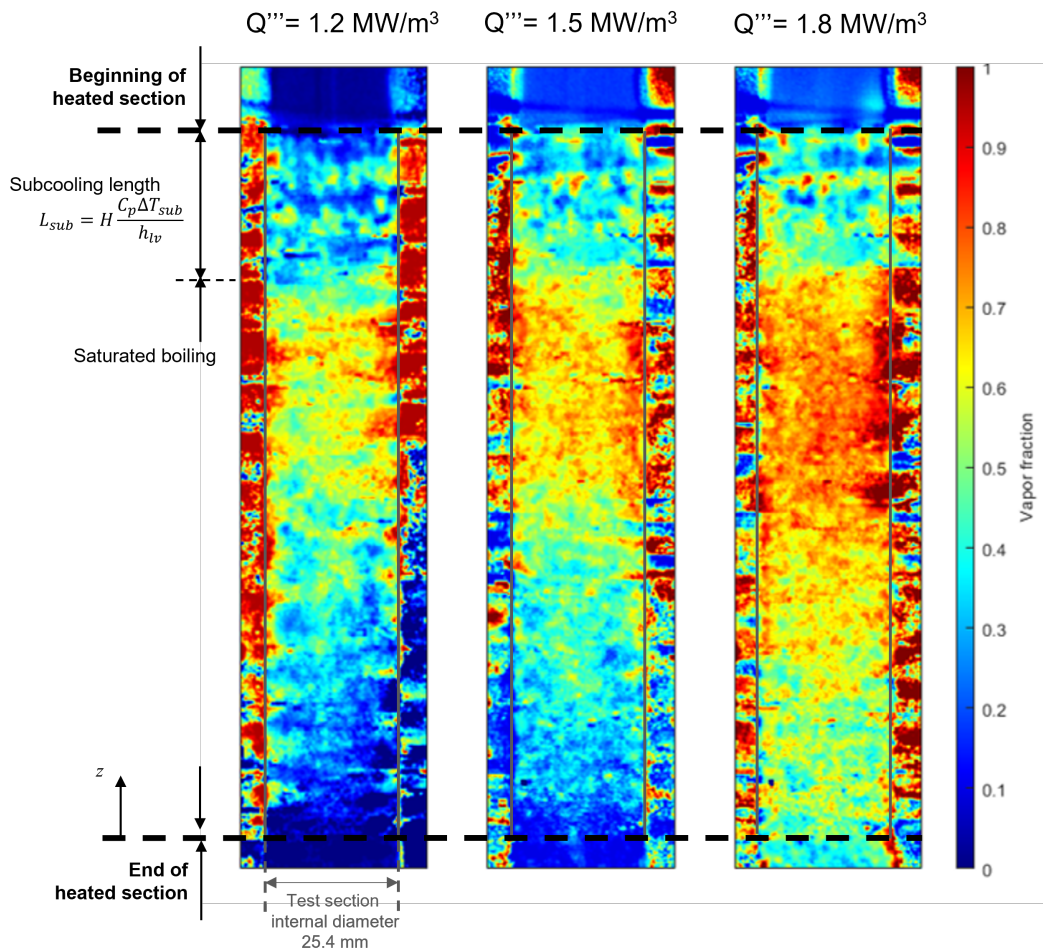 Q’’’= 1.2 MW/m³
Q’’’= 1.5 MW/m³
Q’’’= 1.8 MW/m³
Beginning of
heated section
Subcooling length
L_sub = H C_pΔT_sub / h_lv
Saturated boiling
z
End of
heated section
Test section
internal diameter
25.4 mm
1
0.9
0.8
0.7
0.6
0.5
0.4
0.3
0.2
0.1
0
Vapor fraction